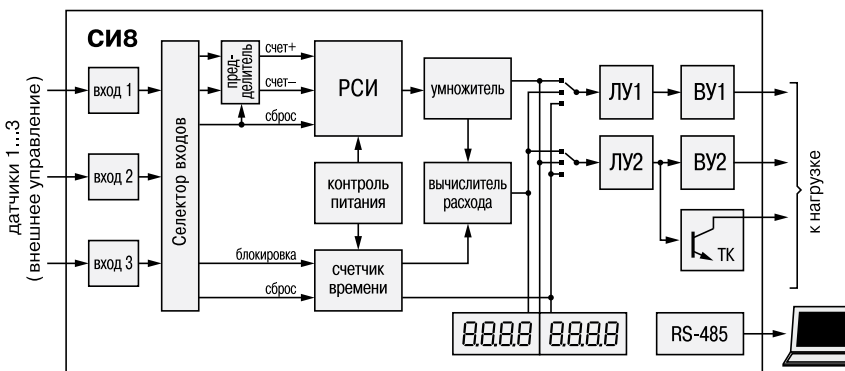 СИ8
датчики 1...3
(внешнее управление)
вход 1
вход 2
вход 3
Селектор входов
пред-
делитель
счет+
счет–
сброс
РСИ
умножитель
контроль
питания
вычислитель
расхода
блокировка
сброс
счетчик
времени
ЛУ1
ВУ1
ЛУ2
ВУ2
ТК
к нагрузке
8.8.8.8 8.8.8.8
RS-485